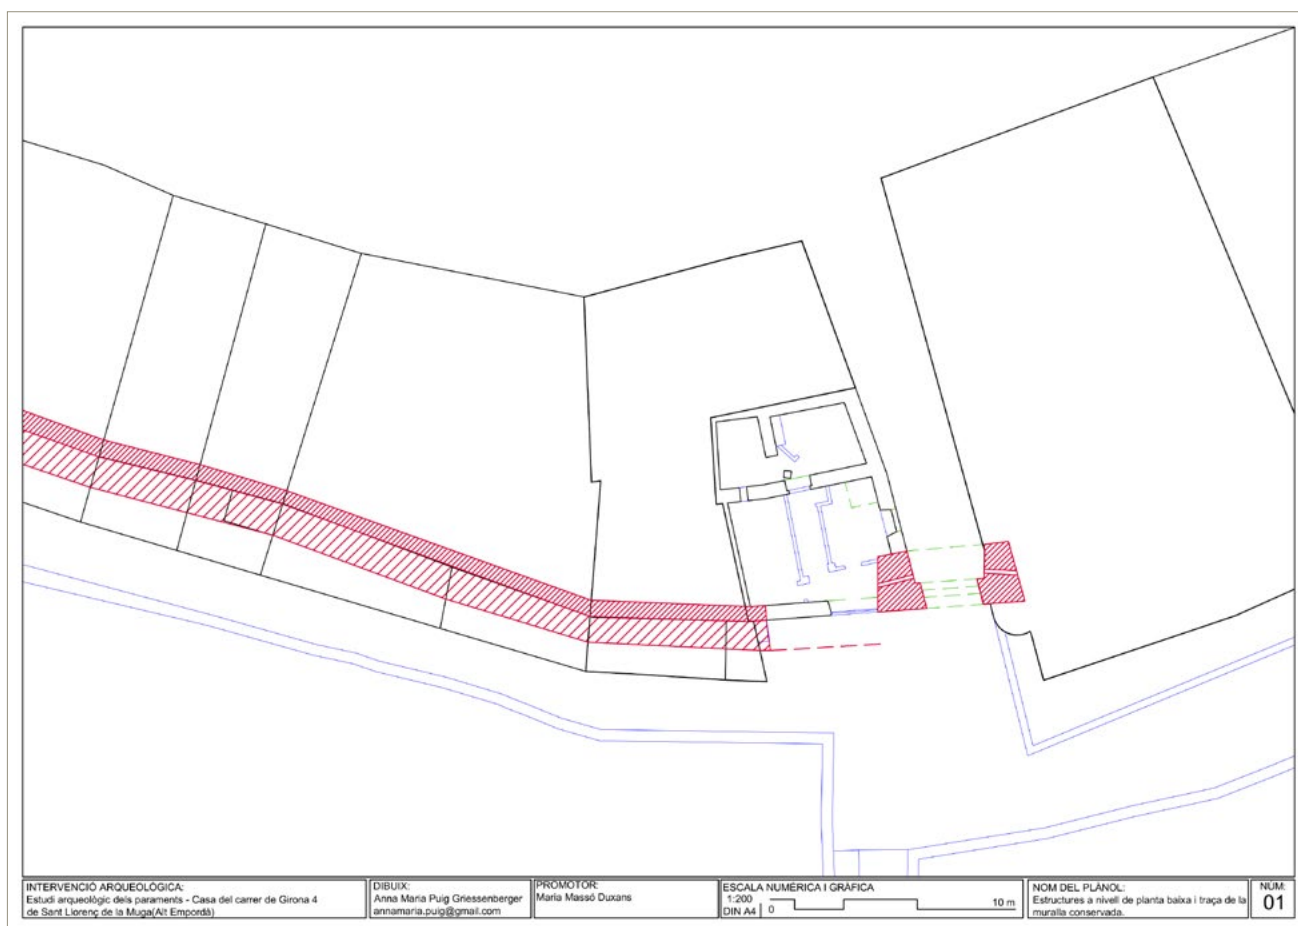 INTERVENCIÓ ARQUEOLÒGICA:
Estudi arqueològic dels paraments - Casa del carrer de Girona 4
de Sant Llorenç de la Muga(Alt Empordà)
DIBUIX:
Anna Maria Puig Griessenberger
annamaria.puig@gmail.com
PROMOTOR:
Maria Massó Duxans
ESCALA NUMÈRICA I GRÀFICA
1:200
DIN A4
0
10 m
NOM DEL PLÀNOL:
Estructures a nivell de planta baixa i traça de la
muralla conservada.
NÚM:
01